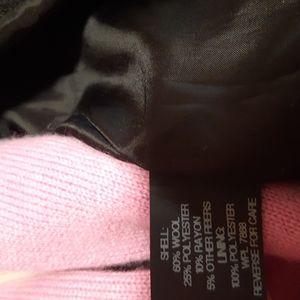 SHELL:
60% WOOL
25% POLYESTER
10% RAYON
5% OTHER FIBERS
LINING:
100% POLYESTER
WPL 7888
REVERSE FOR CARE